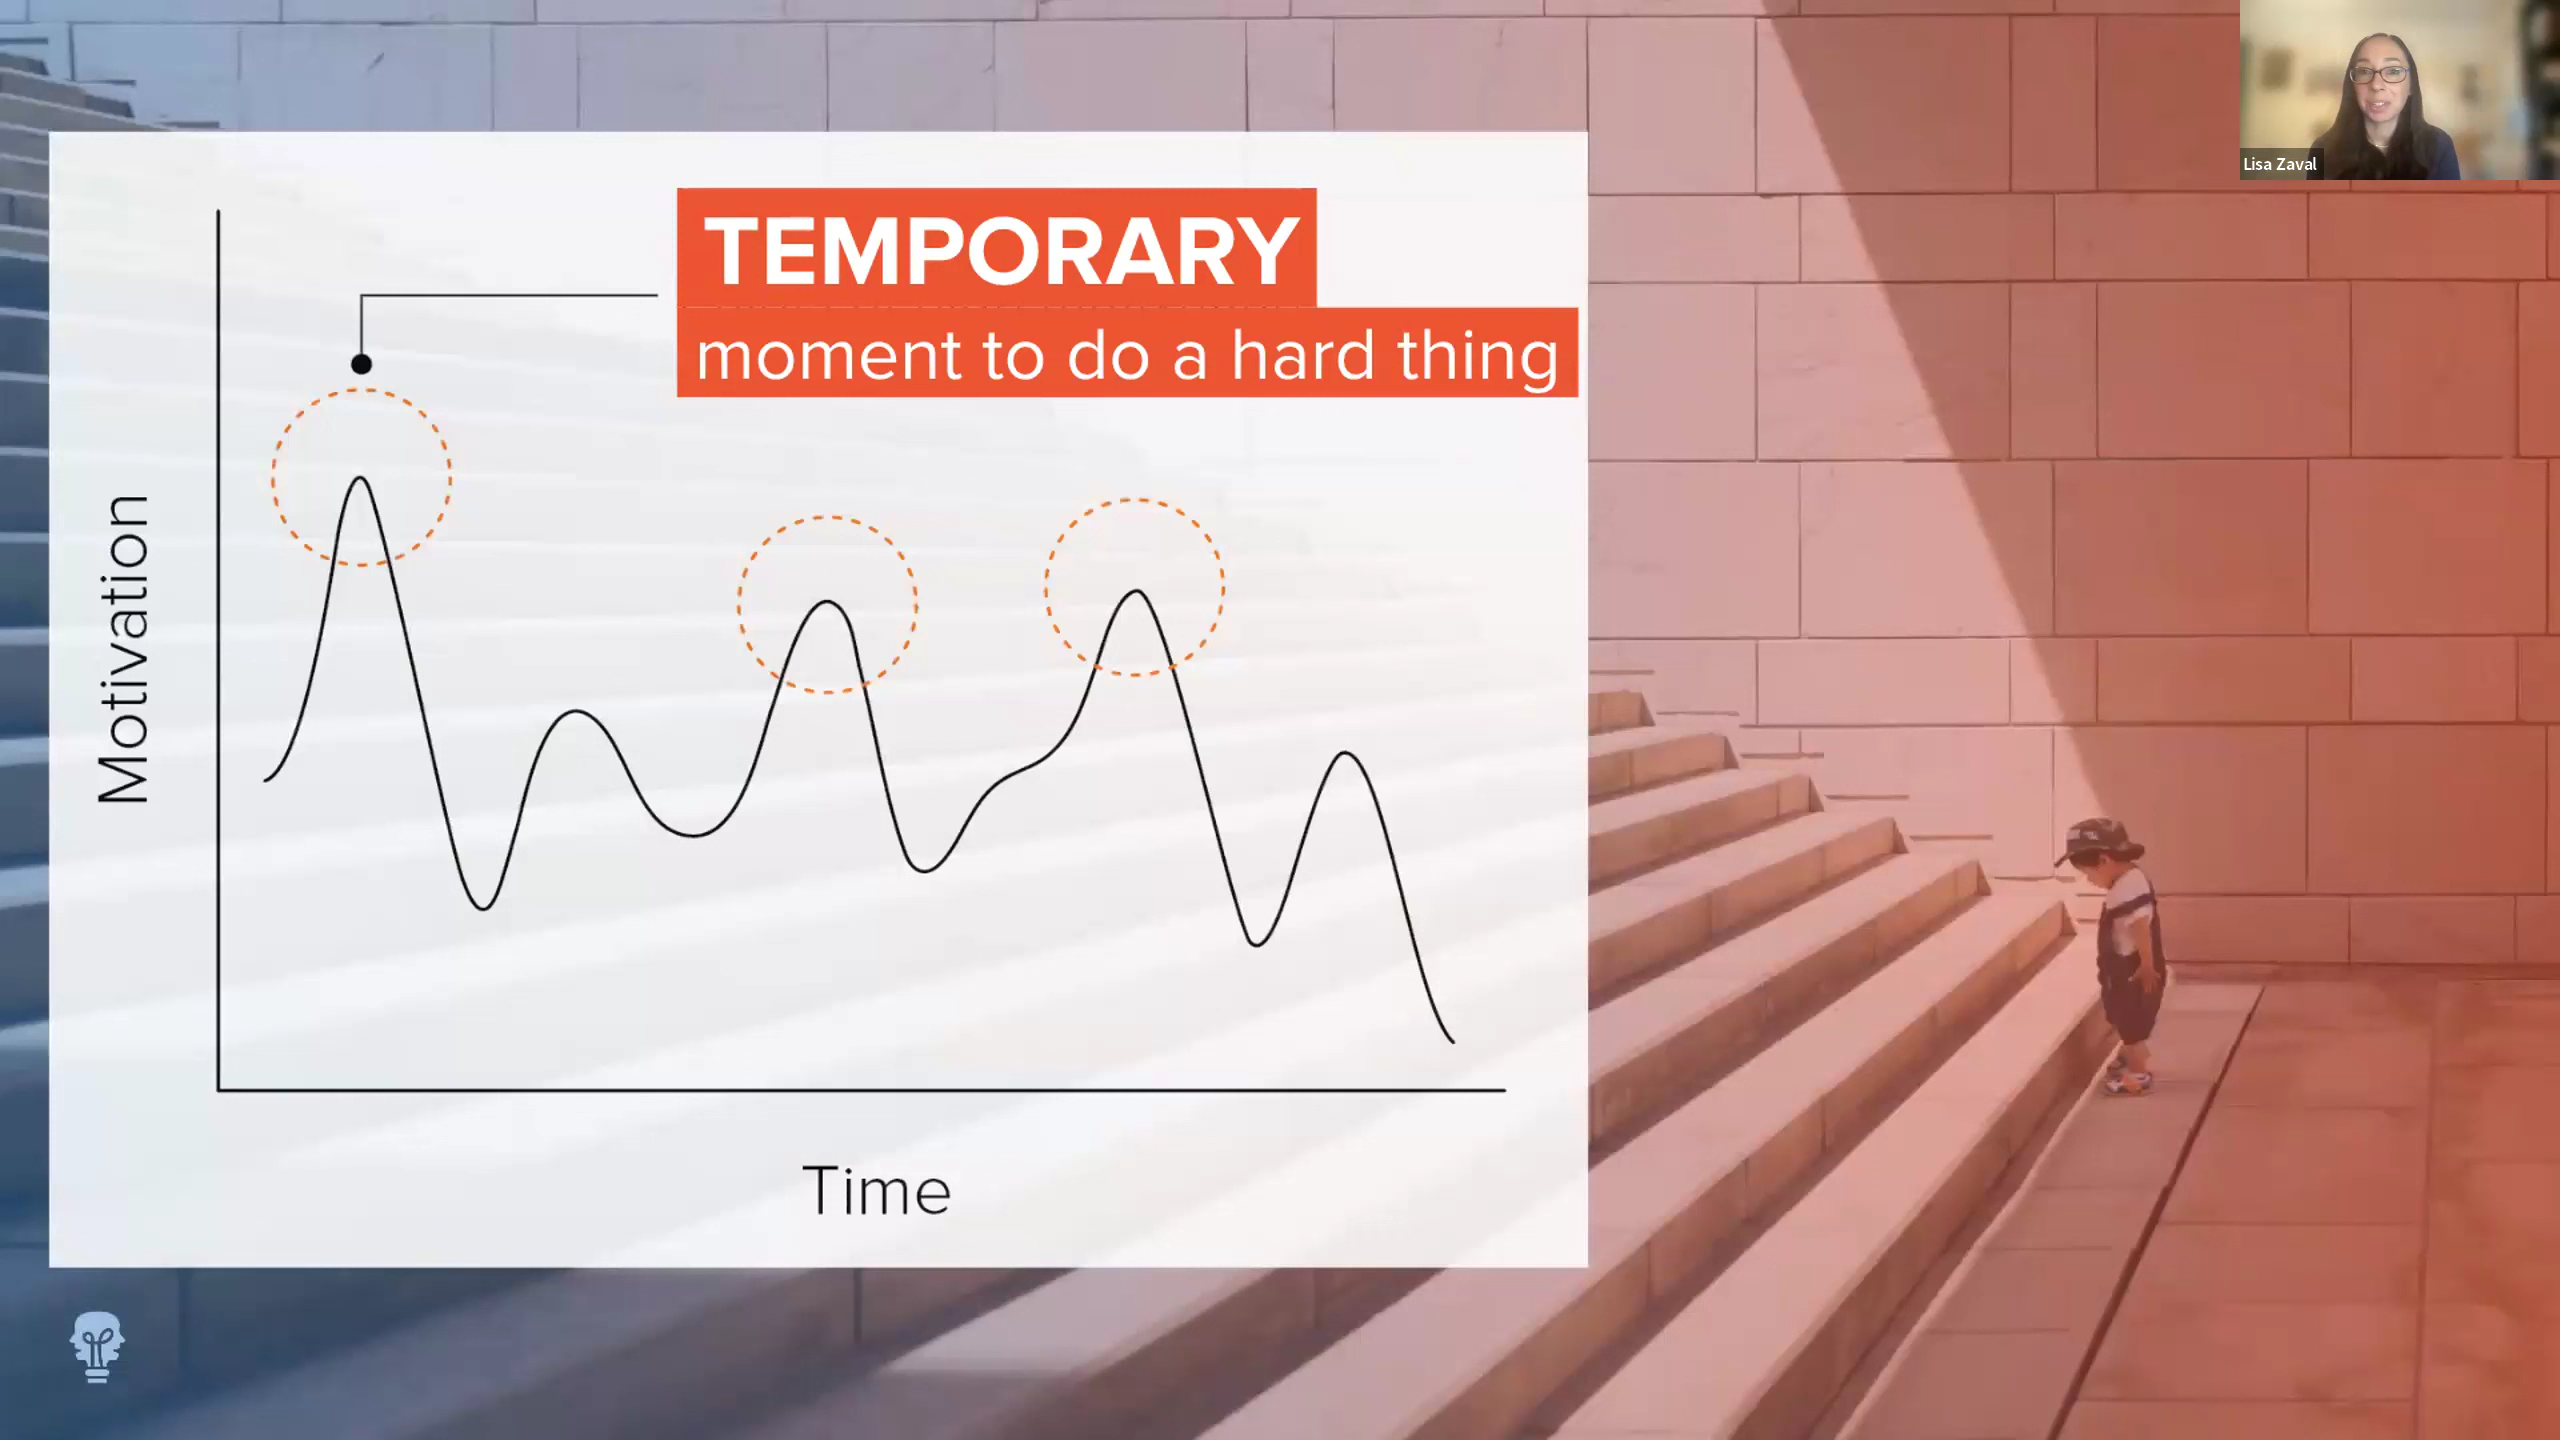 Lisa Zaval
TEMPORARY
moment to do a hard thing
Motivation
Time